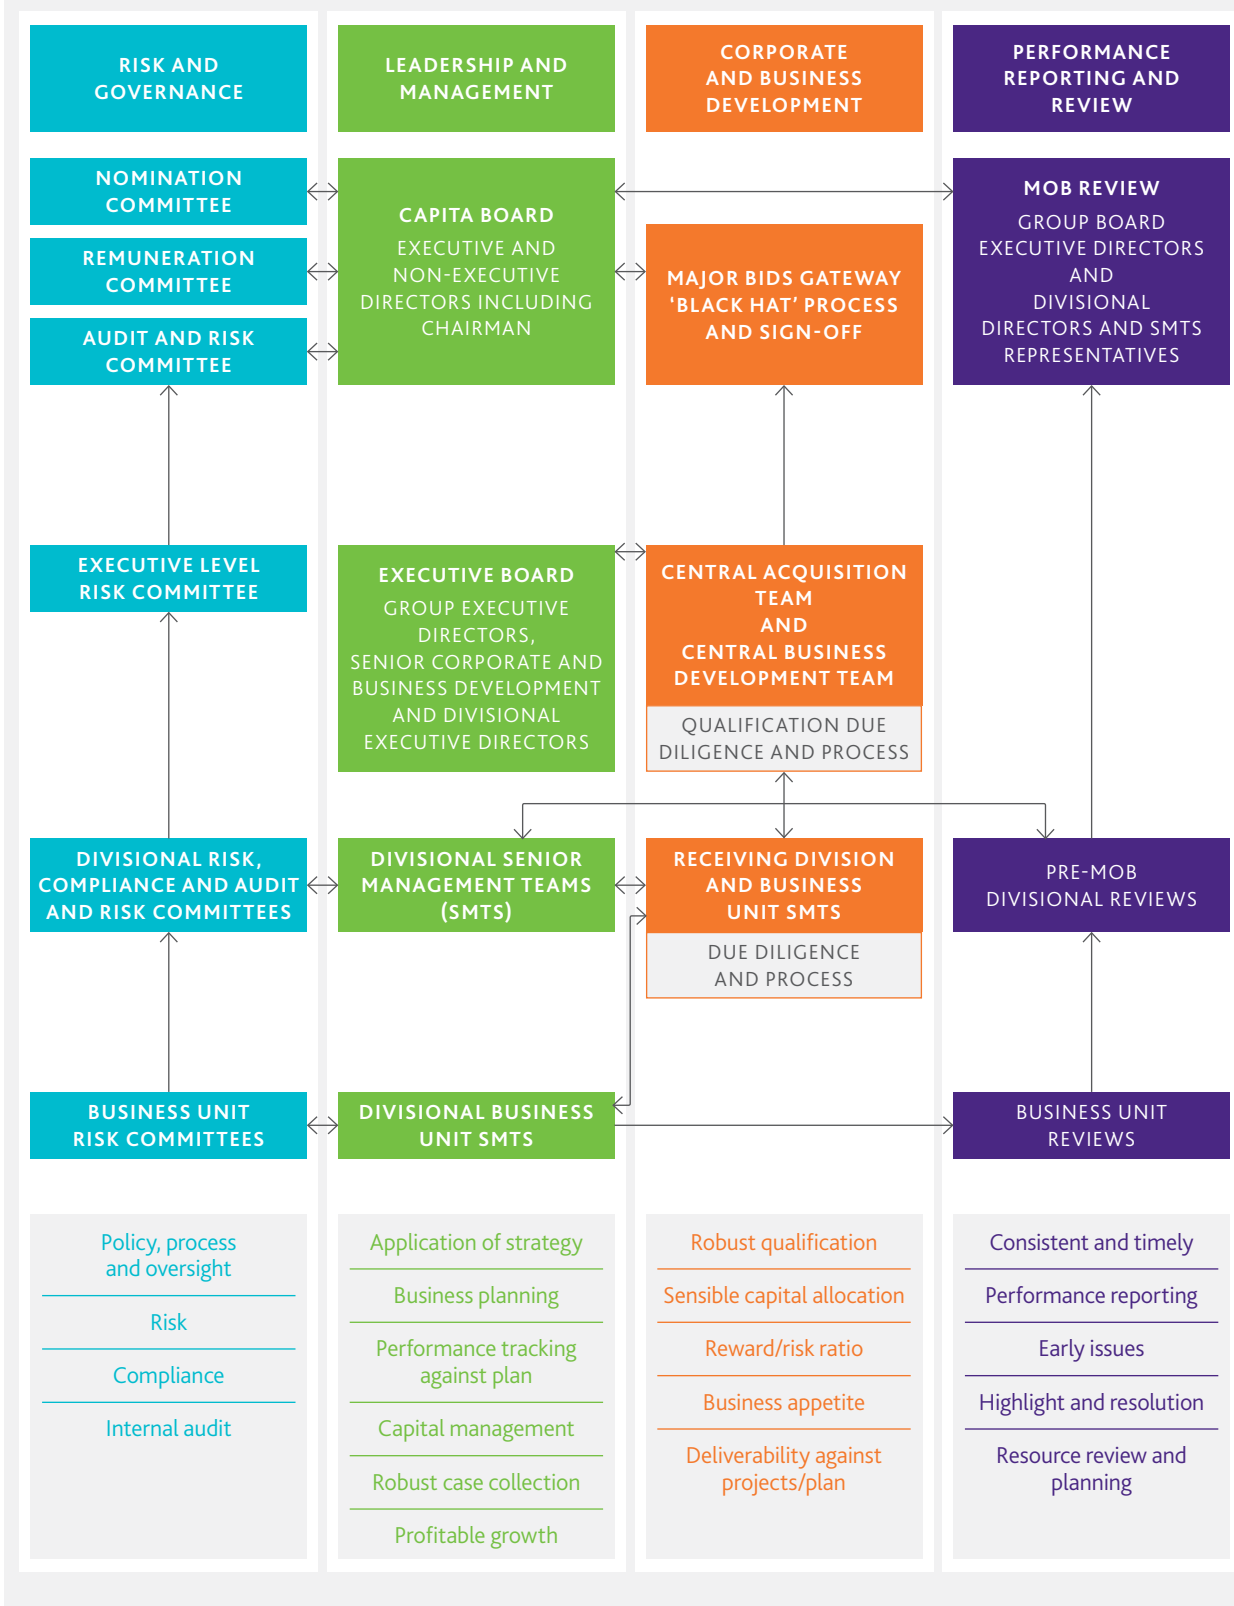 RISK AND
GOVERNANCE
LEADERSHIP AND
MANAGEMENT
CORPORATE
AND BUSINESS
DEVELOPMENT
PERFORMANCE
REPORTING AND
REVIEW
NOMINATION
COMMITTEE
REMUNERATION
COMMITTEE
AUDIT AND RISK
COMMITTEE
CAPITA BOARD
EXECUTIVE AND
NON-EXECUTIVE
DIRECTORS INCLUDING
CHAIRMAN
MAJOR BIDS GATEWAY
‘BLACK HAT’ PROCESS
AND SIGN-OFF
MOB REVIEW
GROUP BOARD
EXECUTIVE DIRECTORS
AND
DIVISIONAL
DIRECTORS AND SMTS
REPRESENTATIVES
EXECUTIVE LEVEL
RISK COMMITTEE
EXECUTIVE BOARD
GROUP EXECUTIVE
DIRECTORS,
SENIOR CORPORATE AND
BUSINESS DEVELOPMENT
AND DIVISIONAL
EXECUTIVE DIRECTORS
CENTRAL ACQUISITION
TEAM
AND
CENTRAL BUSINESS
DEVELOPMENT TEAM
QUALIFICATION DUE
DILIGENCE AND PROCESS
DIVISIONAL RISK,
COMPLIANCE AND AUDIT
AND RISK COMMITTEES
DIVISIONAL SENIOR
MANAGEMENT TEAMS
(SMTS)
RECEIVING DIVISION
AND BUSINESS
UNIT SMTS
DUE DILIGENCE
AND PROCESS
PRE-MOB
DIVISIONAL REVIEWS
BUSINESS UNIT
RISK COMMITTEES
DIVISIONAL BUSINESS
UNIT SMTS
BUSINESS UNIT
REVIEWS
Policy, process
and oversight
Risk
Compliance
Internal audit
Application of strategy
Business planning
Performance tracking
against plan
Capital management
Robust case collection
Profitable growth
Robust qualification
Sensible capital allocation
Reward/risk ratio
Business appetite
Deliverability against
projects/plan
Consistent and timely
Performance reporting
Early issues
Highlight and resolution
Resource review and
planning